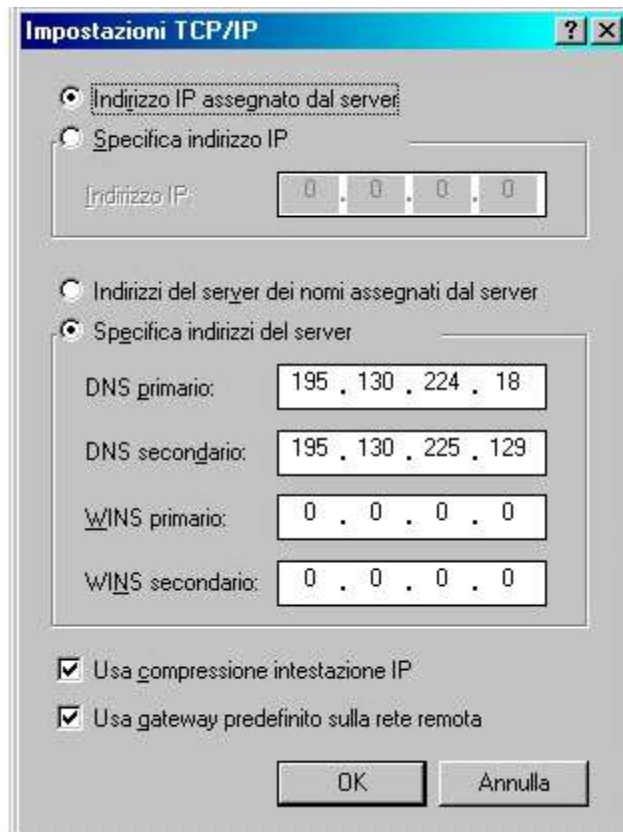 Impostazioni TCP/IP
Indirizzo IP assegnato dal server
Specifica indirizzo IP
Indirizzo IP: 0 . 0 . 0 . 0
Indirizzi del server dei nomi assegnati dal server
Specifica indirizzi del server
DNS primario: 195 . 130 . 224 . 18
DNS secondario: 195 . 130 . 225 . 129
WINS primario: 0 . 0 . 0 . 0
WINS secondario: 0 . 0 . 0 . 0
Usa compressione intestazione IP
Usa gateway predefinito sulla rete remota
OK Annulla